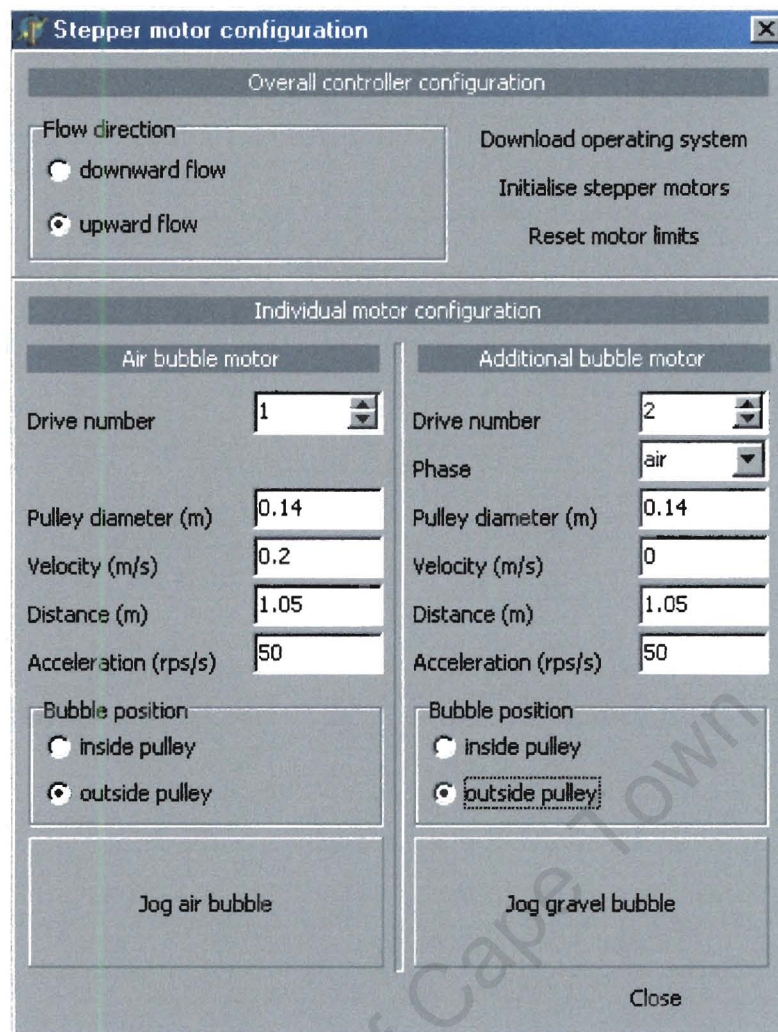 Stepper motor configuration
Overall controller configuration
Flow direction
downward flow
upward flow
Download operating system
Initialise stepper motors
Reset motor limits
Individual motor configuration
Air bubble motor
Drive number
1
Pulley diameter (m)
0.14
Velocity (m/s)
0.2
Distance (m)
1.05
Acceleration (rps/s)
50
Bubble position
inside pulley
outside pulley
Jog air bubble
Additional bubble motor
Drive number
2
Phase
air
Pulley diameter (m)
0.14
Velocity (m/s)
0
Distance (m)
1.05
Acceleration (rps/s)
50
Bubble position
inside pulley
outside pulley
Jog gravel bubble
Close
of Cape Town